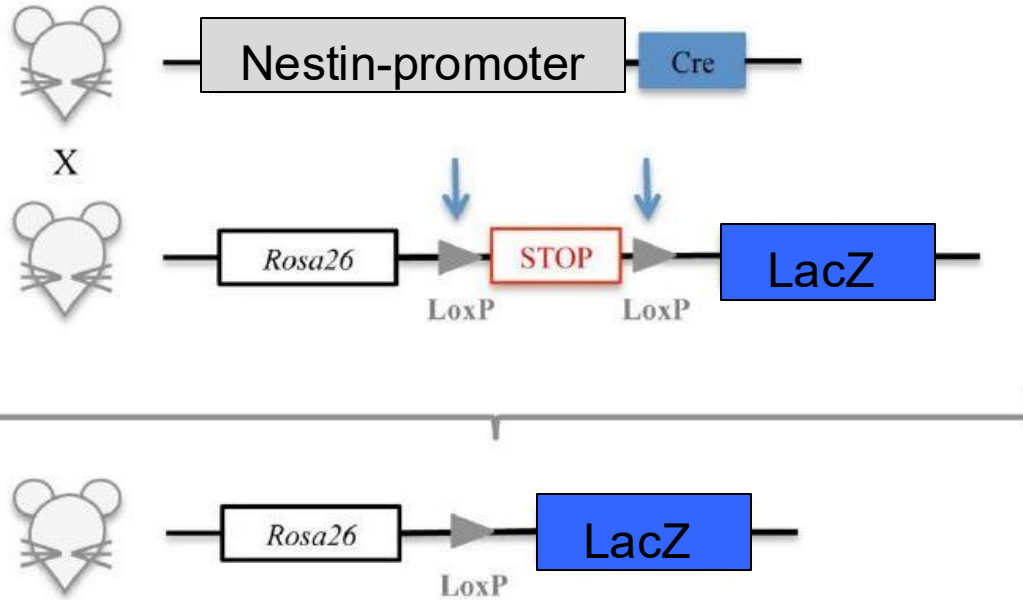 Nestin-promoter Cre
X
Rosa26 STOP LacZ
LoxP LoxP
Rosa26 LacZ
LoxP